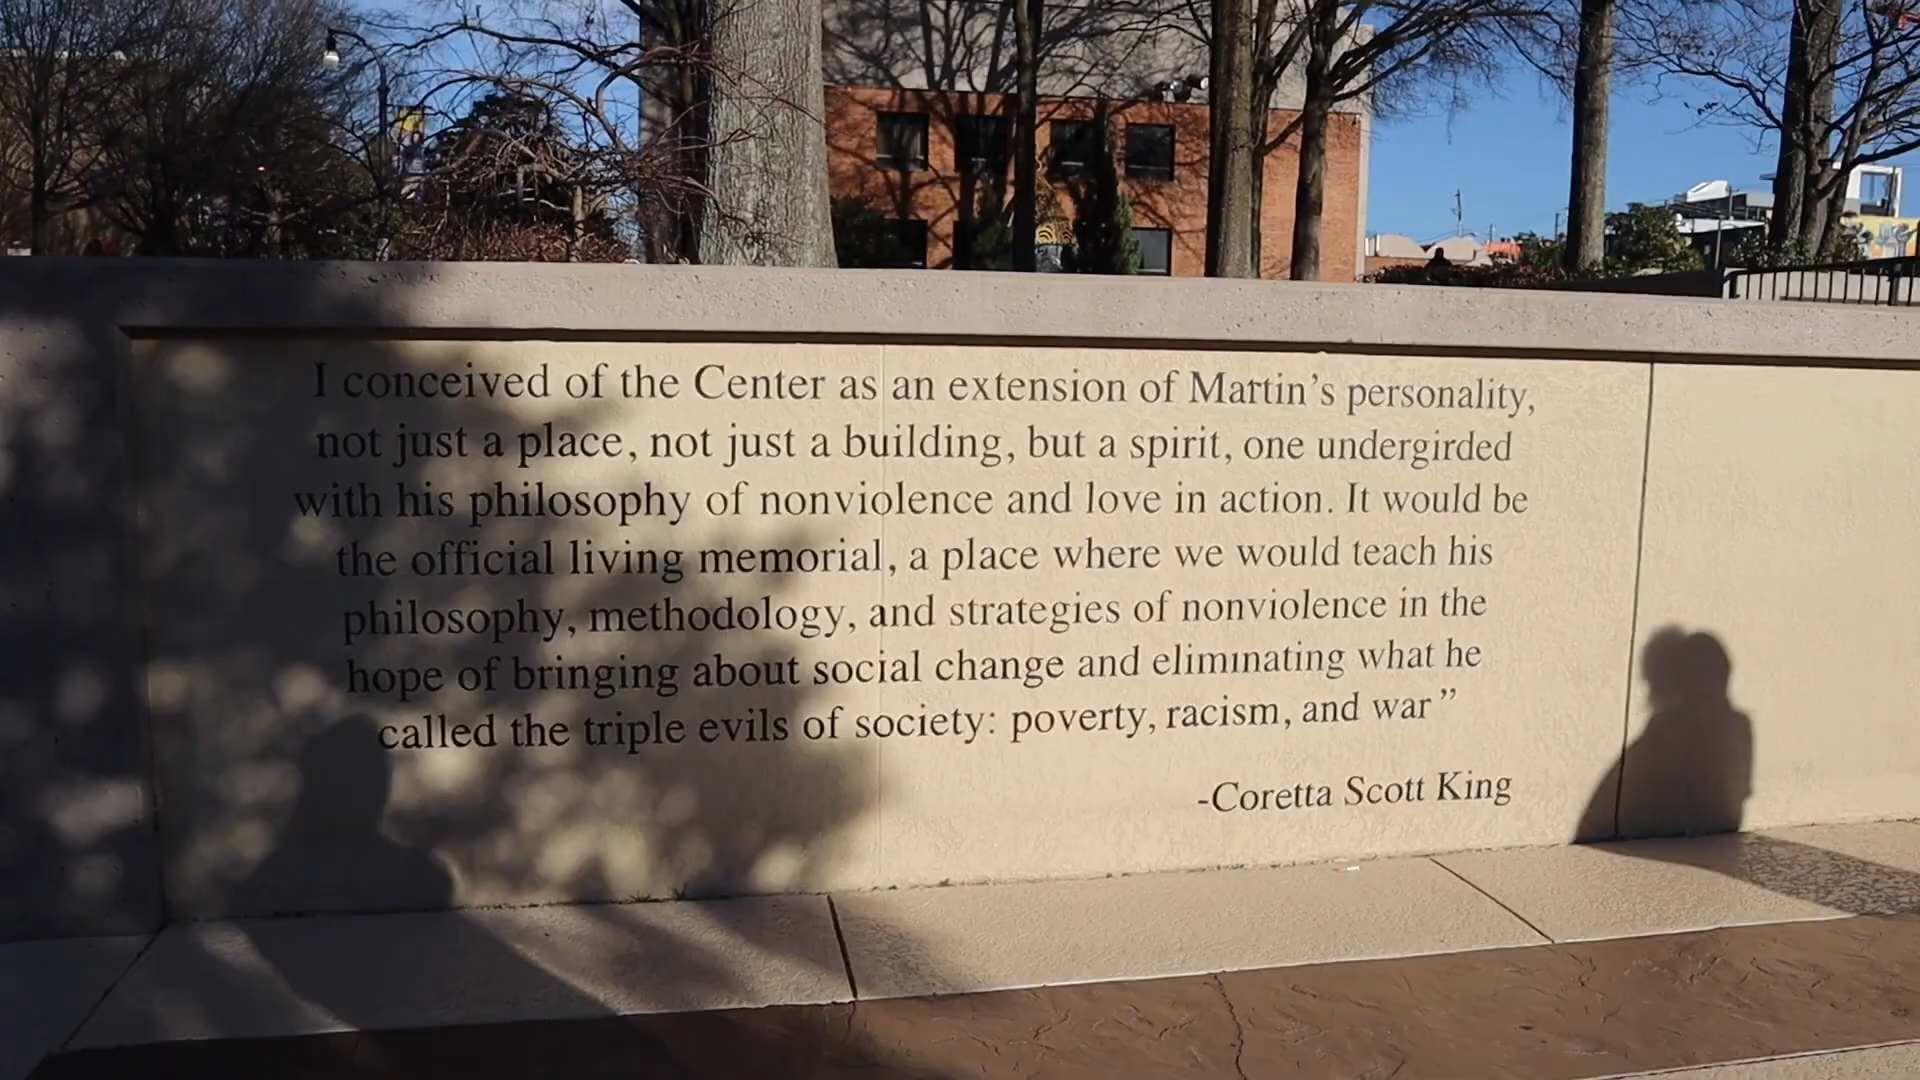 I conceived of the Center as an extension of Martin's personality,
not just a place, not just a building, but a spirit, one undergirded
with his philosophy of nonviolence and love in action. It would be
the official living memorial, a place where we would teach his
philosophy, methodology, and strategies of nonviolence in the
hope of bringing about social change and eliminating what he
called the triple evils of society: poverty, racism, and war”
-Coretta Scott King